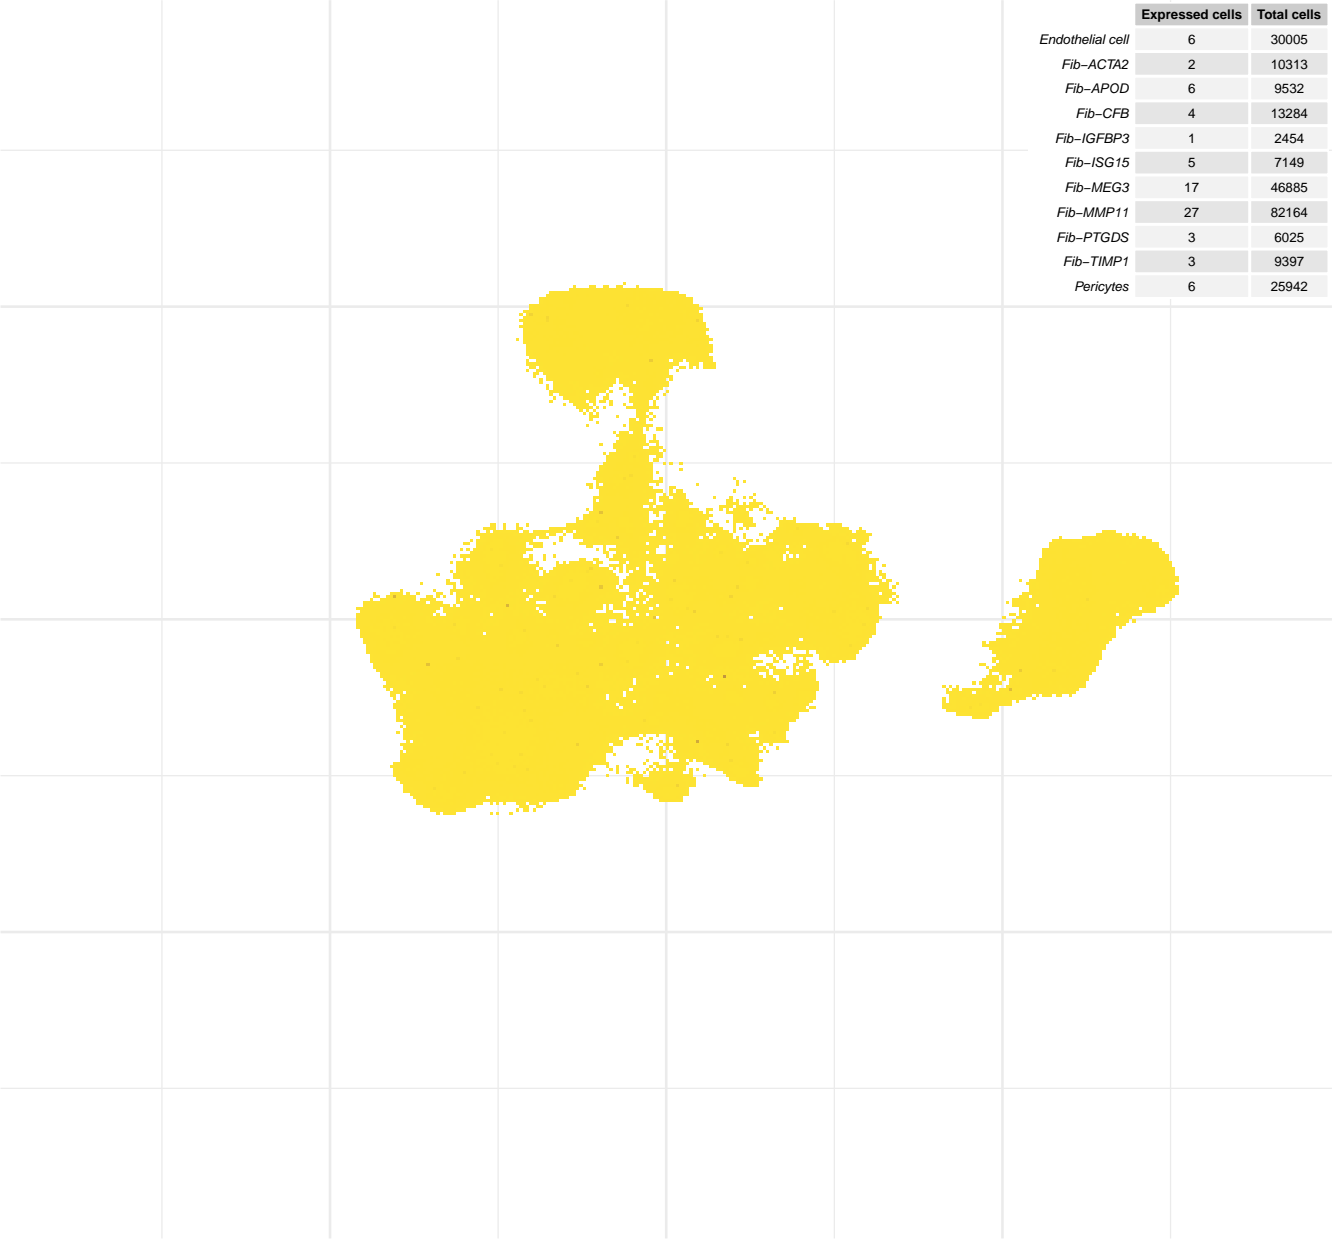 Expressed cells Total cells
Endothelial cell 6 30005
Fib−ACTA2 2 10313
Fib−APOD 6 9532
Fib−CFB 4 13284
Fib−IGFBP3 1 2454
Fib−ISG15 5 7149
Fib−MEG3 17 46885
Fib−MMP11 27 82164
Fib−PTGDS 3 6025
Fib−TIMP1 3 9397
Pericytes 6 25942